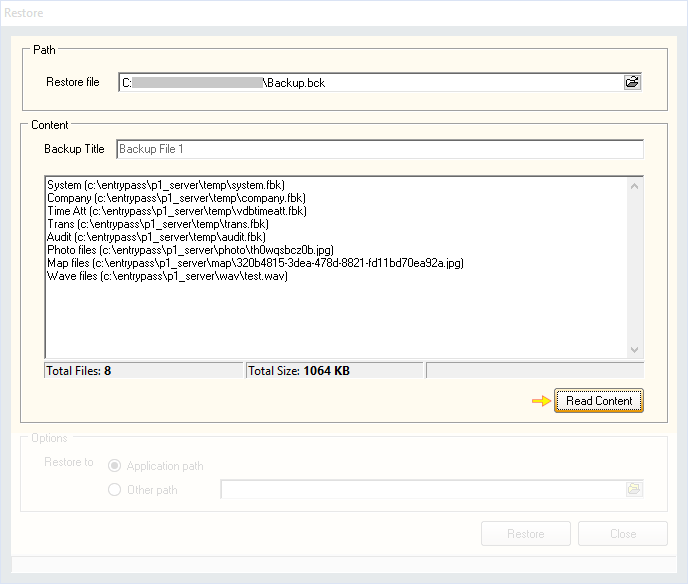 Restore
Path
Restore file C: \Backup.bck
Content
Backup Title Backup File 1
System (c:\entrypass\p1_server\temp\system.fbk)
Company (c:\entrypass\p1_server\temp\company.fbk)
Time Att (c:\entrypass\p1_server\temp\vdbtimeatt.fbk)
Trans (c:\entrypass\p1_server\temp\trans.fbk)
Audit (c:\entrypass\p1_server\temp\audit.fbk)
Photo files (c:\entrypass\p1_server\photo\th0wqsbcz0b.jpg)
Map files (c:\entrypass\p1_server\map\320b4815-3dea-478d-8821-fd11bd70ea92a.jpg)
Wave files (c:\entrypass\p1_server\wav\test.wav)
Total Files: 8 Total Size: 1064 KB
Read Content
Options
Restore to Application path
Other path
Restore Close